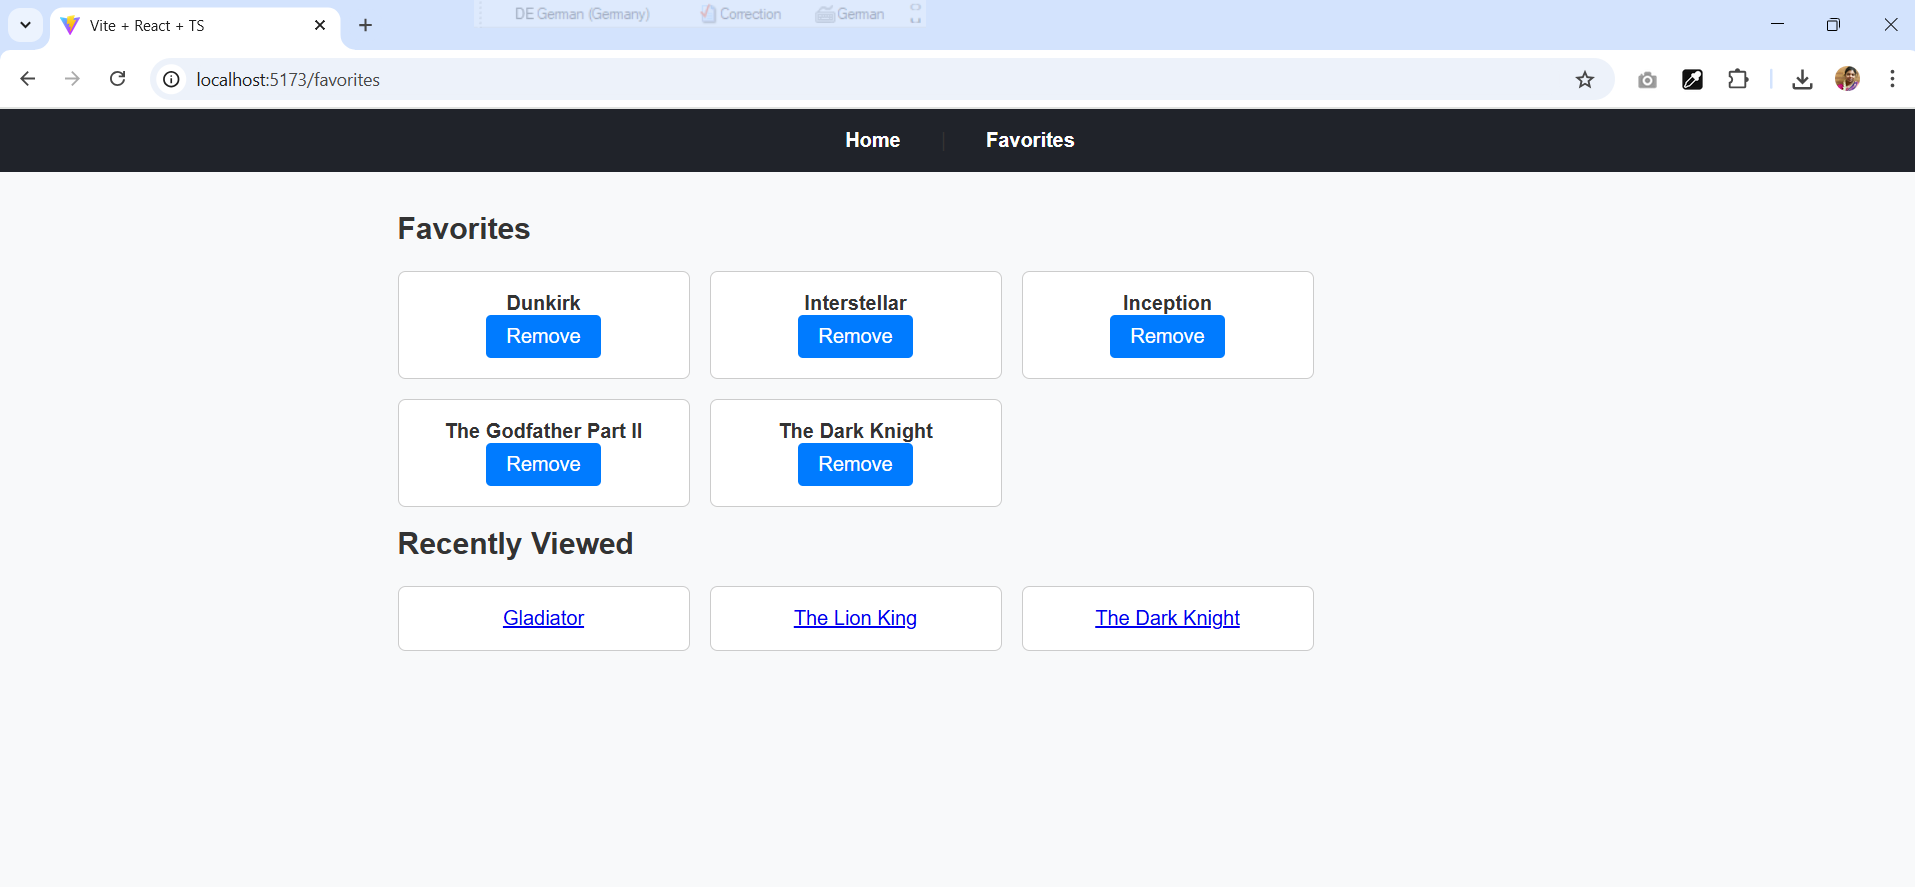 Vite + React + TS
DE German (Germany) Correction German
localhost:5173/favorites
Home Favorites
Favorites
Dunkirk Interstellar Inception
Remove Remove Remove
The Godfather Part II The Dark Knight
Remove Remove
Recently Viewed
Gladiator The Lion King The Dark Knight